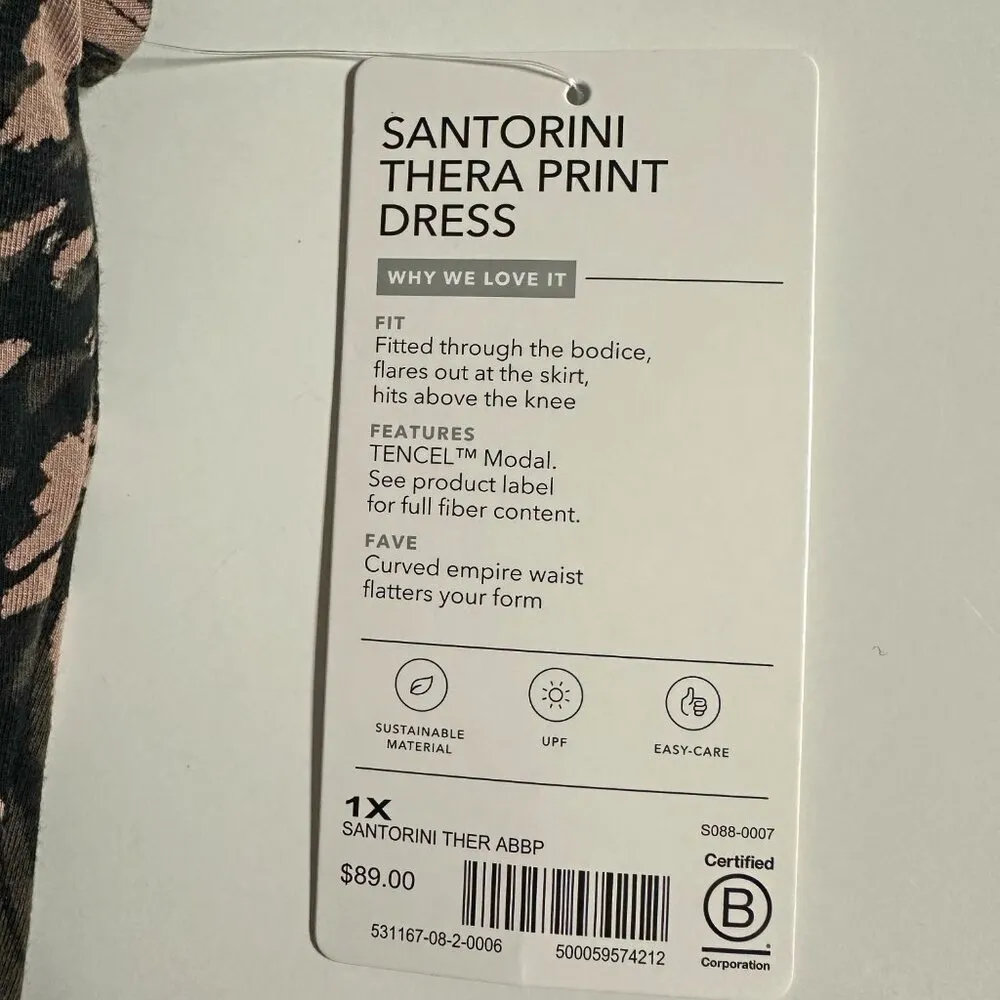 SANTORINI
THERA PRINT
DRESS
WHY WE LOVE IT
FIT
Fitted through the bodice,
flares out at the skirt,
hits above the knee
FEATURES
TENCEL™ Modal.
See product label
for full fiber content.
FAVE
Curved empire waist
flatters your form
SUSTAINABLE
MATERIAL
UPF
EASY-CARE
1X
SANTORINI THER ABBP
$89.00
531167-08-2-0006
500059574212
S088-0007
Certified
B
Corporation